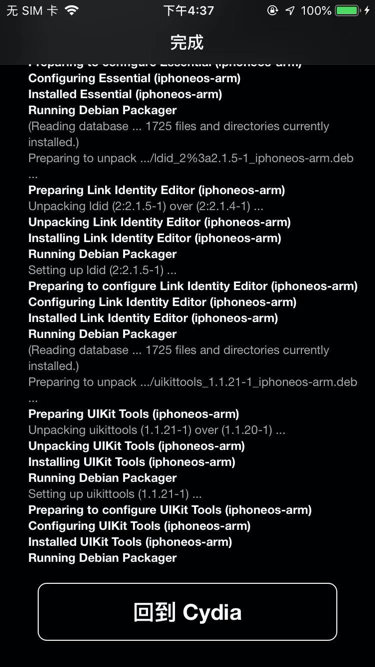 无 SIM 卡 下午4:37 100%
完成
Preparing to configure Essential (iphoneos-arm)
Configuring Essential (iphoneos-arm)
Installed Essential (iphoneos-arm)
Running Debian Packager
(Reading database ... 1725 files and directories currently
installed.)
Preparing to unpack .../ldid_2%3a2.1.5-1_iphoneos-arm.deb
...
Preparing Link Identity Editor (iphoneos-arm)
Unpacking ldid (2:2.1.5-1) over (2:2.1.4-1) ...
Unpacking Link Identity Editor (iphoneos-arm)
Installing Link Identity Editor (iphoneos-arm)
Running Debian Packager
Setting up ldid (2:2.1.5-1) ...
Preparing to configure Link Identity Editor (iphoneos-arm)
Configuring Link Identity Editor (iphoneos-arm)
Installed Link Identity Editor (iphoneos-arm)
Running Debian Packager
(Reading database ... 1725 files and directories currently
installed.)
Preparing to unpack .../uikittools_1.1.21-1_iphoneos-arm.deb
...
Preparing UIKit Tools (iphoneos-arm)
Unpacking uikittools (1.1.21-1) over (1.1.20-1) ...
Unpacking UIKit Tools (iphoneos-arm)
Installing UIKit Tools (iphoneos-arm)
Running Debian Packager
Setting up uikittools (1.1.21-1) ...
Preparing to configure UIKit Tools (iphoneos-arm)
Configuring UIKit Tools (iphoneos-arm)
Installed UIKit Tools (iphoneos-arm)
Running Debian Packager
回到 Cydia